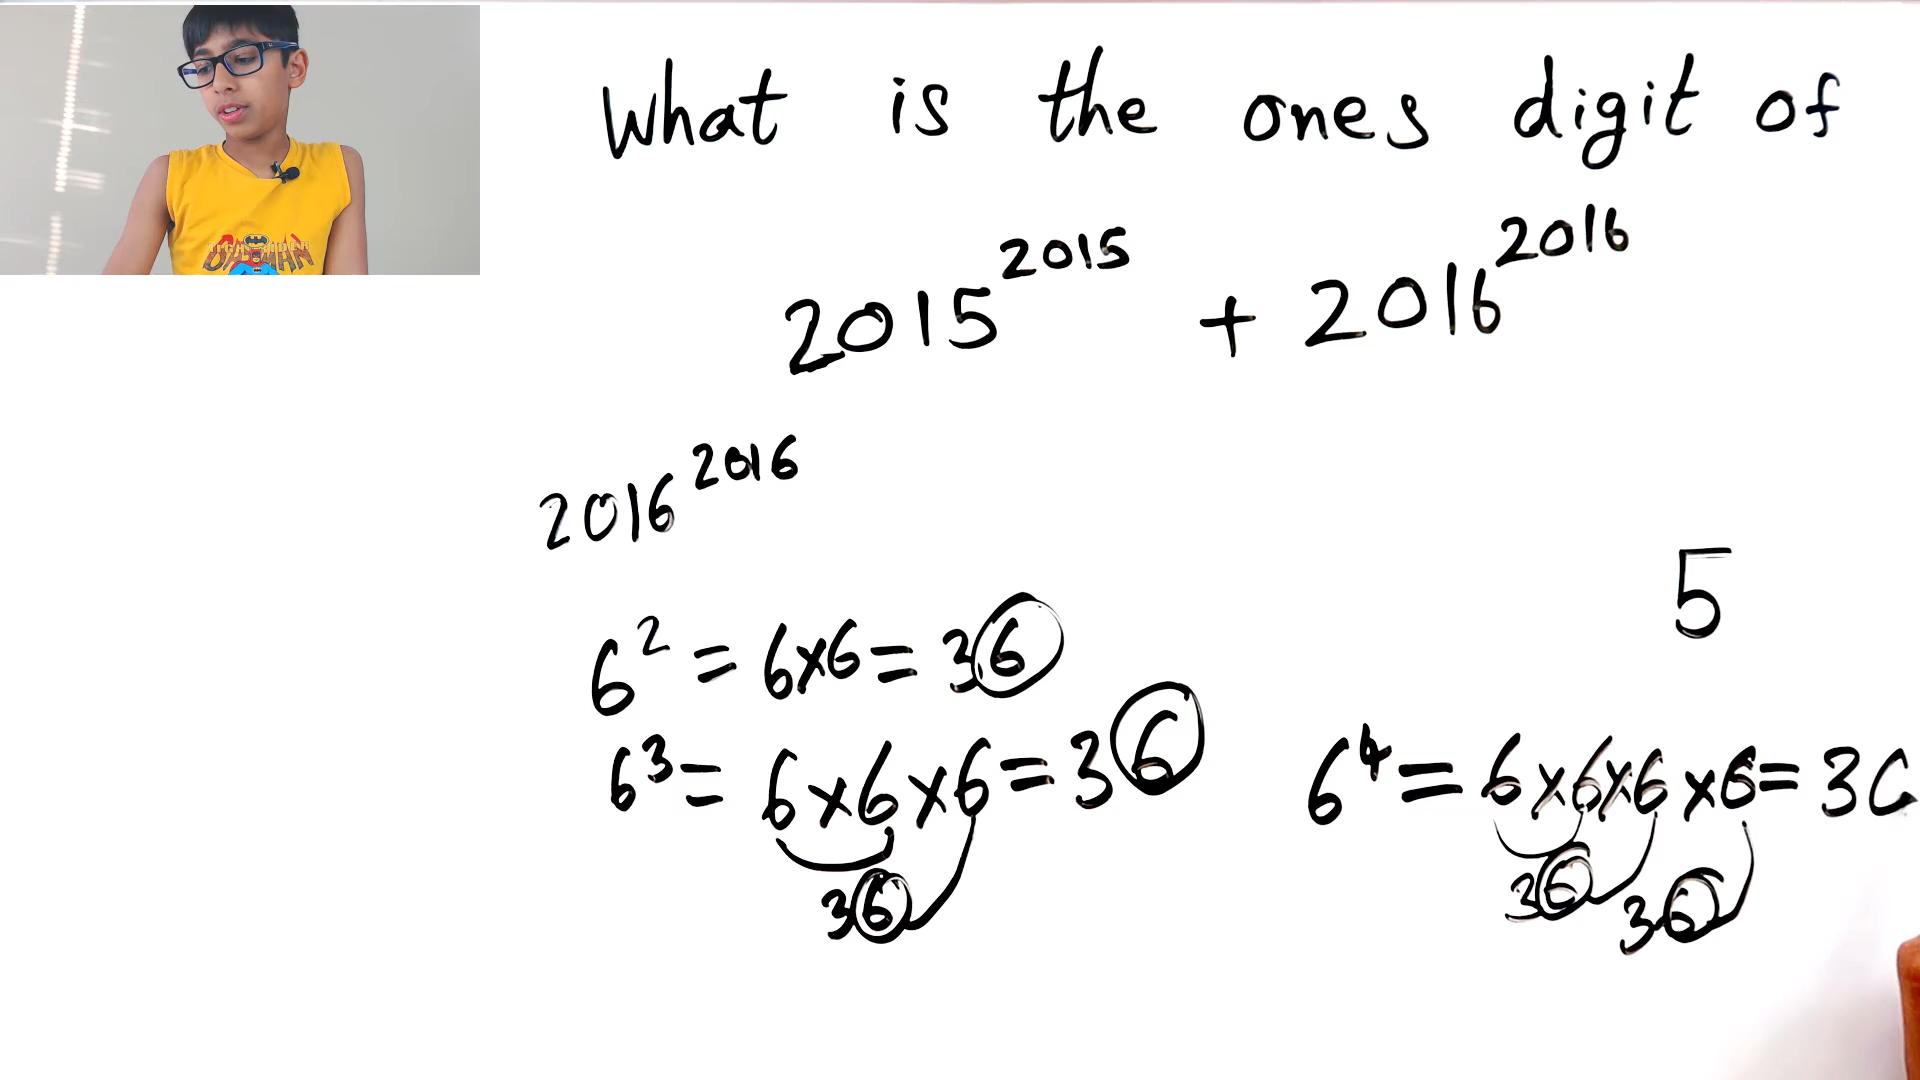 What is the ones digit of
2015^2015 + 2016^2016
2016^2016
5
6^2 = 6x6 = 36
6^3 = 6x6x6 = 36
36
6^4 = 6x6x6x6 = 36
36
36
BATMAN